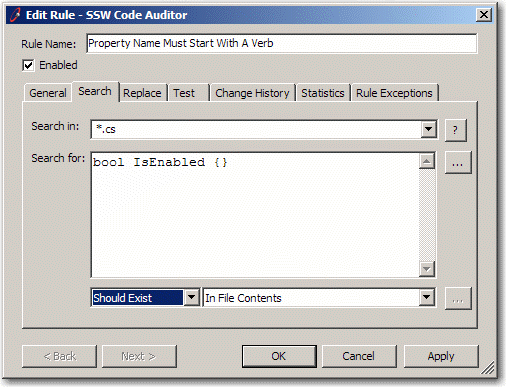 Edit Rule - SSW Code Auditor
Rule Name: Property Name Must Start With A Verb
Enabled
General Search Replace Test Change History Statistics Rule Exceptions
Search in: *.cs ?
Search for: bool IsEnabled {} ...
Should Exist In File Contents ...
< Back Next > OK Cancel Apply